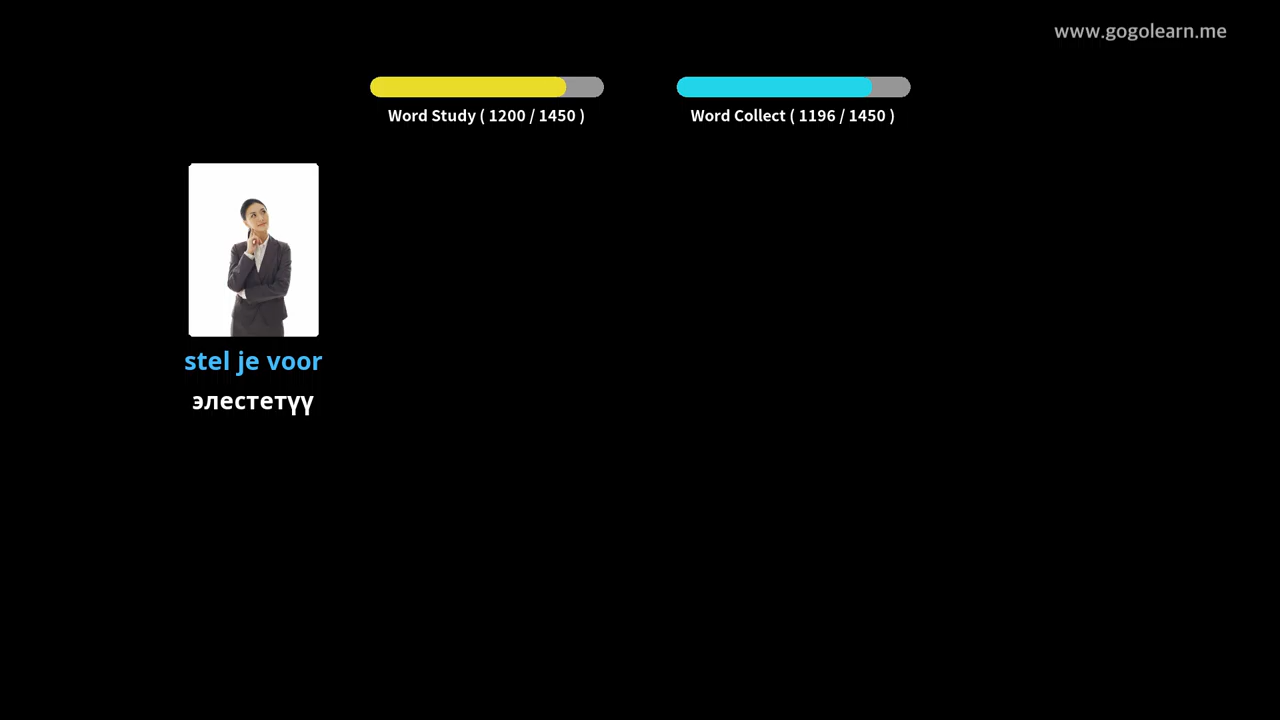 www.gogolearn.me
Word Study ( 1200 / 1450 )
Word Collect ( 1196 / 1450 )
stel je voor
элестетүү